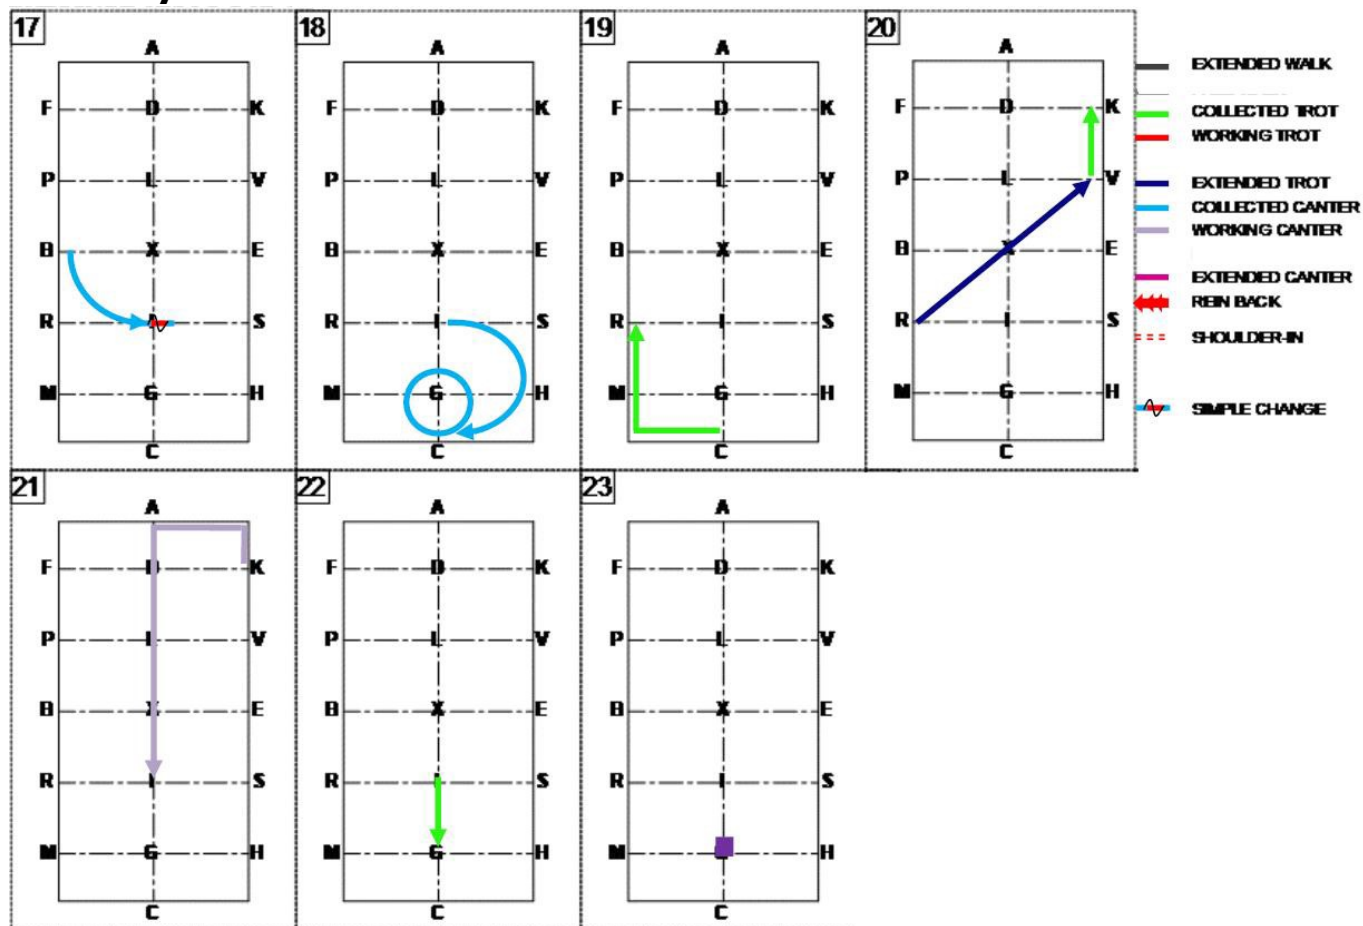 17 18 19 20
A A A A
F D K F D K F D K F D K
P L V P L V P L V P L V
B X E B X E B X E B X E
R S R I S R I S R I S
M G H M G H M G H M G H
C C C C
EXTENDED WALK
COLLECTED TROT
WORKING TROT
EXTENDED TROT
COLLECTED CANTER
WORKING CANTER
EXTENDED CANTER
REIN BACK
SHOULDER-IN
SIMPLE CHANGE
21 22 23
A A A
F D K F D K F D K
P L V P L V P L V
B X E B X E B X E
R I S R I S R I S
M G H M G H M H
C C C